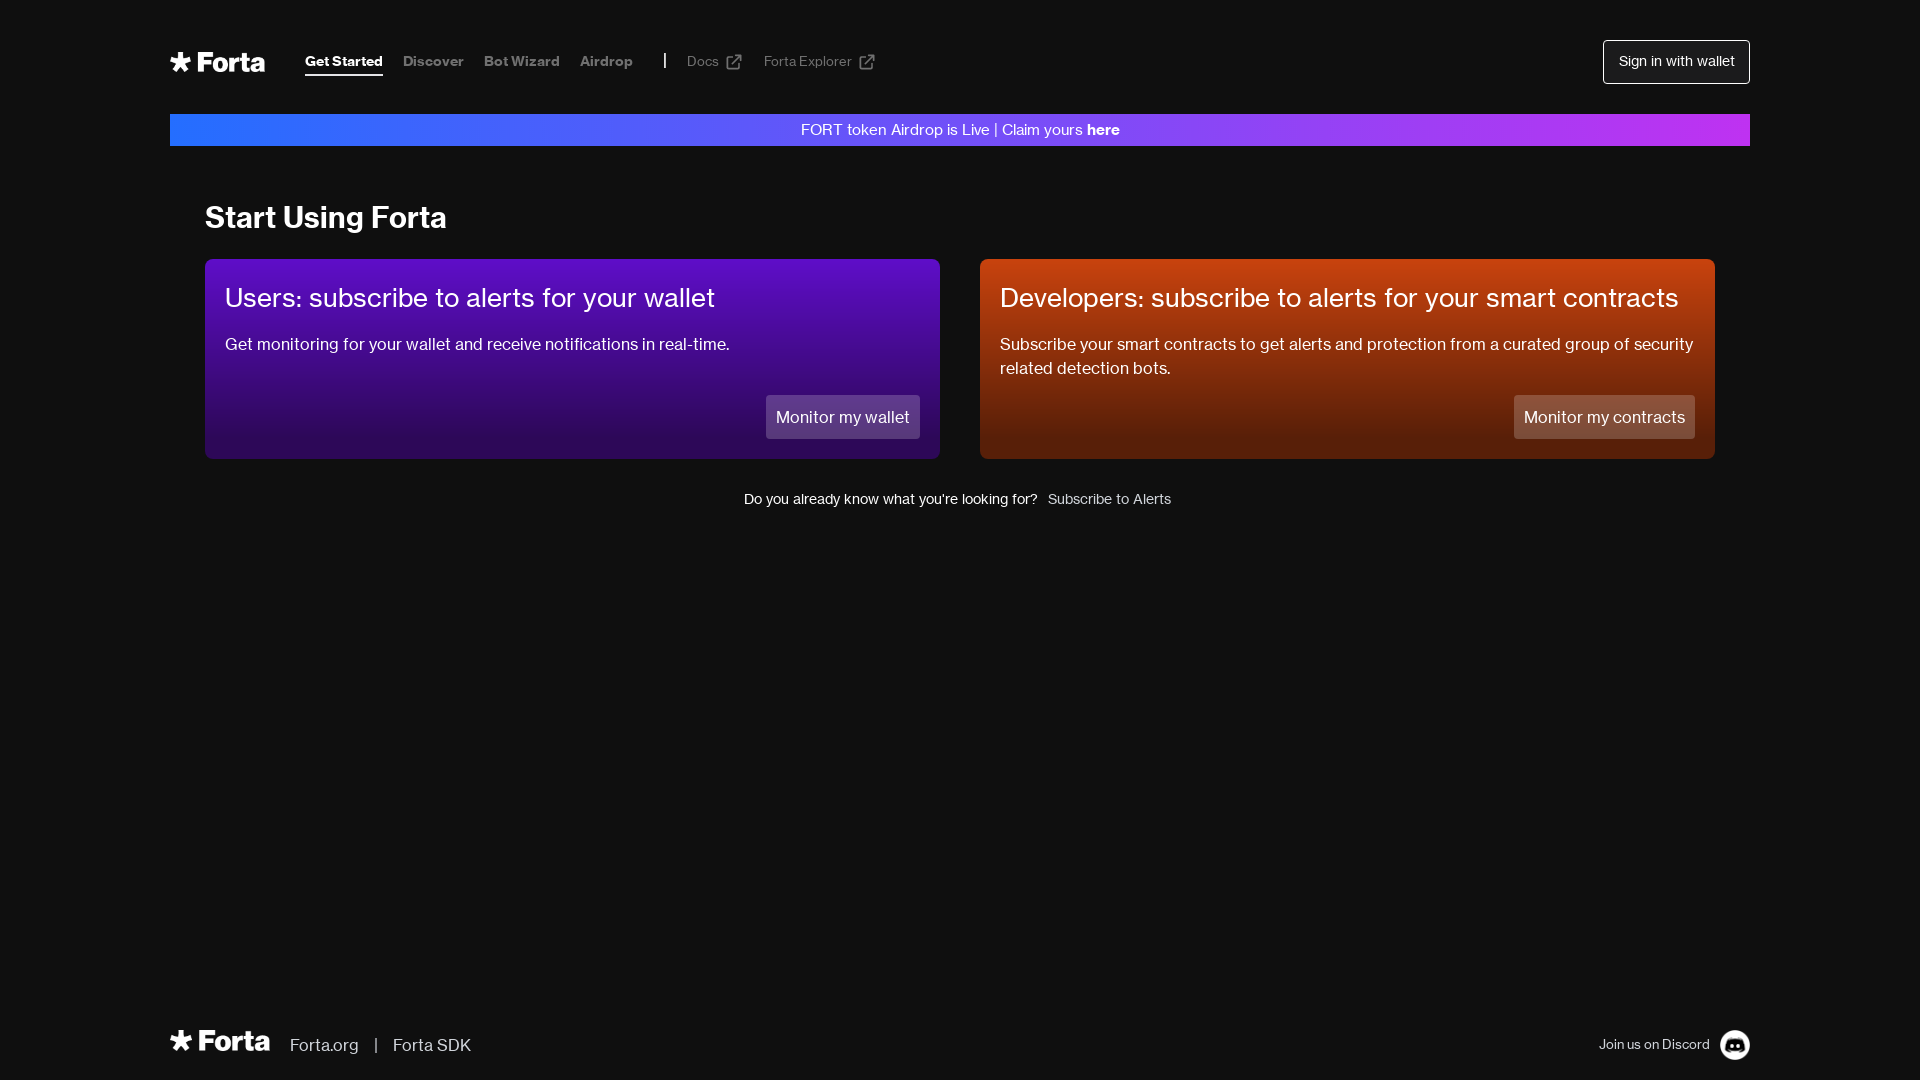 Forta
Get Started
Discover
Bot Wizard
Airdrop
|
Docs
Forta Explorer
Sign in with wallet
FORT token Airdrop is Live | Claim yours here
Start Using Forta
Users: subscribe to alerts for your wallet
Get monitoring for your wallet and receive notifications in real-time.
Monitor my wallet
Developers: subscribe to alerts for your smart contracts
Subscribe your smart contracts to get alerts and protection from a curated group of security
related detection bots.
Monitor my contracts
Do you already know what you're looking for? Subscribe to Alerts
Forta
Forta.org | Forta SDK
Join us on Discord